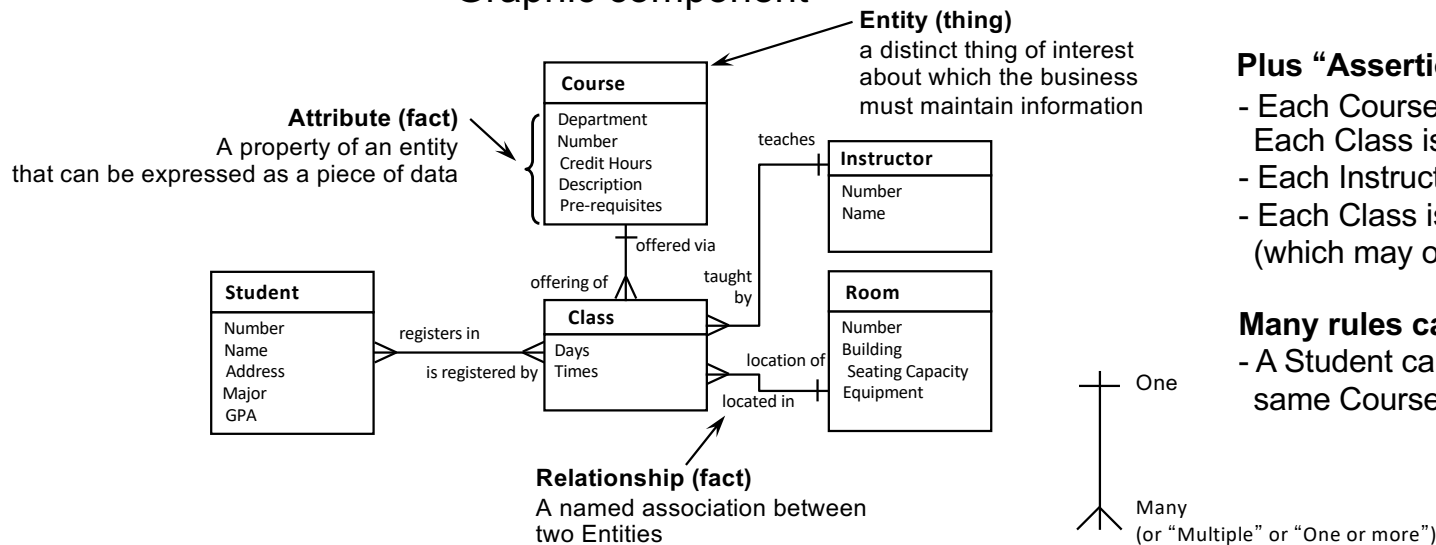 Graphic component
Entity (thing)
a distinct thing of interest
about which the business
must maintain information
Attribute (fact)
A property of an entity
that can be expressed as a piece of data
Course
Department
Number
Credit Hours
Description
Pre-requisites
teaches
Instructor
Number
Name
offered via
offering of
taught
by
Student
Number
Name
Address
Major
GPA
registers in
is registered by
Class
Days
Times
location of
located in
Room
Number
Building
Seating Capacity
Equipment
Relationship (fact)
A named association between
two Entities
One
Many
(or “Multiple” or “One or more”)
Plus
- Each Course
Each Class is
- Each
- Each Class is
(which may
Many rules
- A Student
same Course